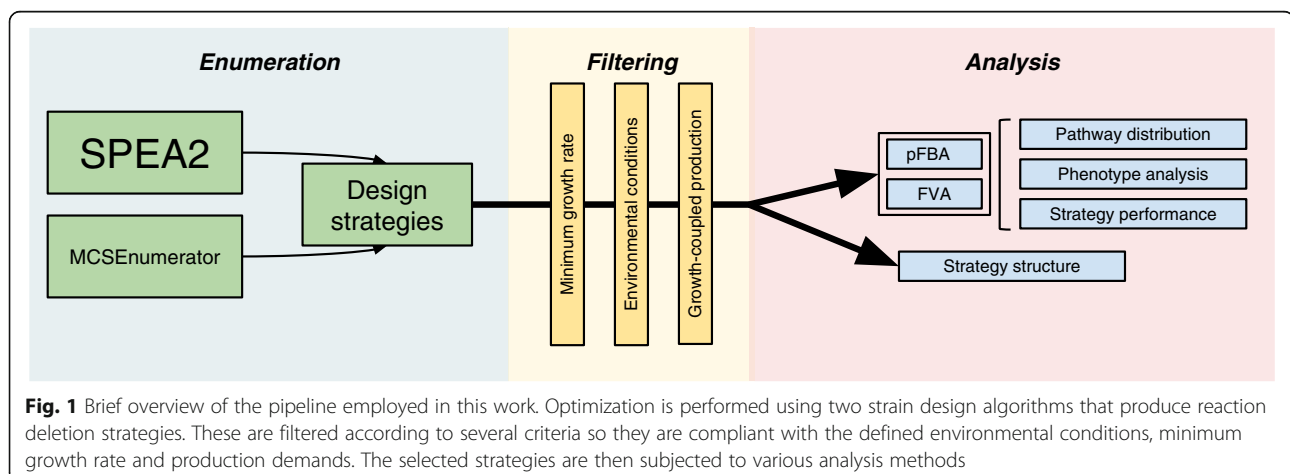 Enumeration
Filtering
Analysis
SPEA2
MCSEnumerator
Design
strategies
Minimum growth rate
Environmental conditions
Growth-coupled production
pFBA
FVA
Pathway distribution
Phenotype analysis
Strategy performance
Strategy structure
Fig. 1 Brief overview of the pipeline employed in this work. Optimization is performed using two strain design algorithms that produce reaction
deletion strategies. These are filtered according to several criteria so they are compliant with the defined environmental conditions, minimum
growth rate and production demands. The selected strategies are then subjected to various analysis methods